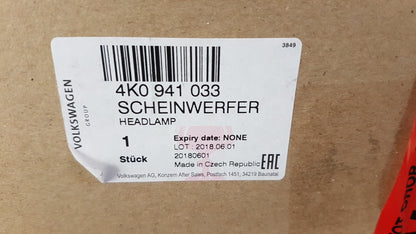 3849
VOLKSWAGEN
GROUP
4K0 941 033
SCHEINWERFER
HEADLAMP
1
Stück
Expiry date: NONE
LOT : 2018.06.01
20180601
Made in Czech Republic EAC
Volkswagen AG, Konzern After Sales, Postfach 1451, 34219 Baunatal